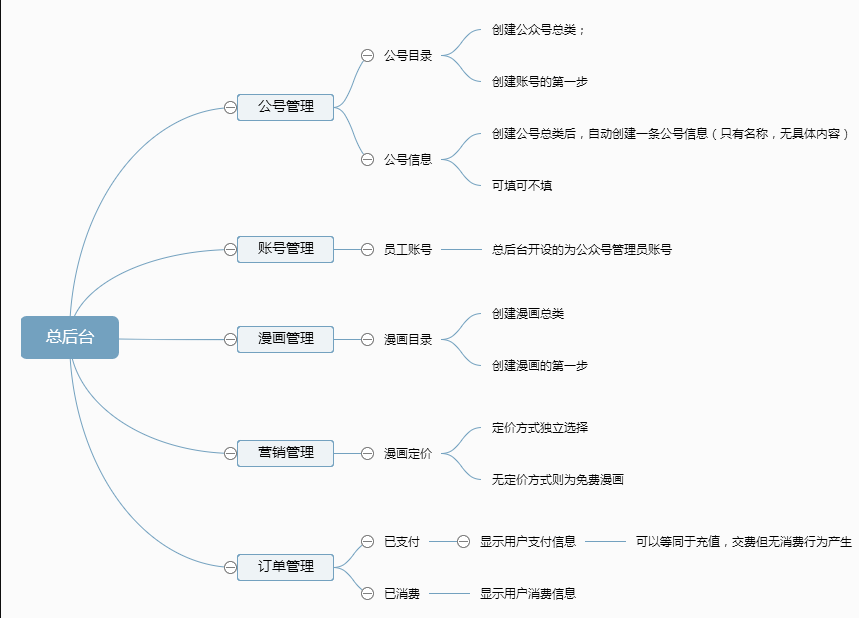 总后台
公号管理
公号目录
创建公众号总类；
创建账号的第一步
公号信息
创建公号总类后，自动创建一条公号信息（只有名称，无具体内容）
可填可不填
账号管理
员工账号
总后台开设的为公众号管理员账号
漫画管理
漫画目录
创建漫画总类
创建漫画的第一步
营销管理
漫画定价
定价方式独立选择
无定价方式则为免费漫画
订单管理
已支付
显示用户支付信息
可以等同于充值，交费但无消费行为产生
已消费
显示用户消费信息